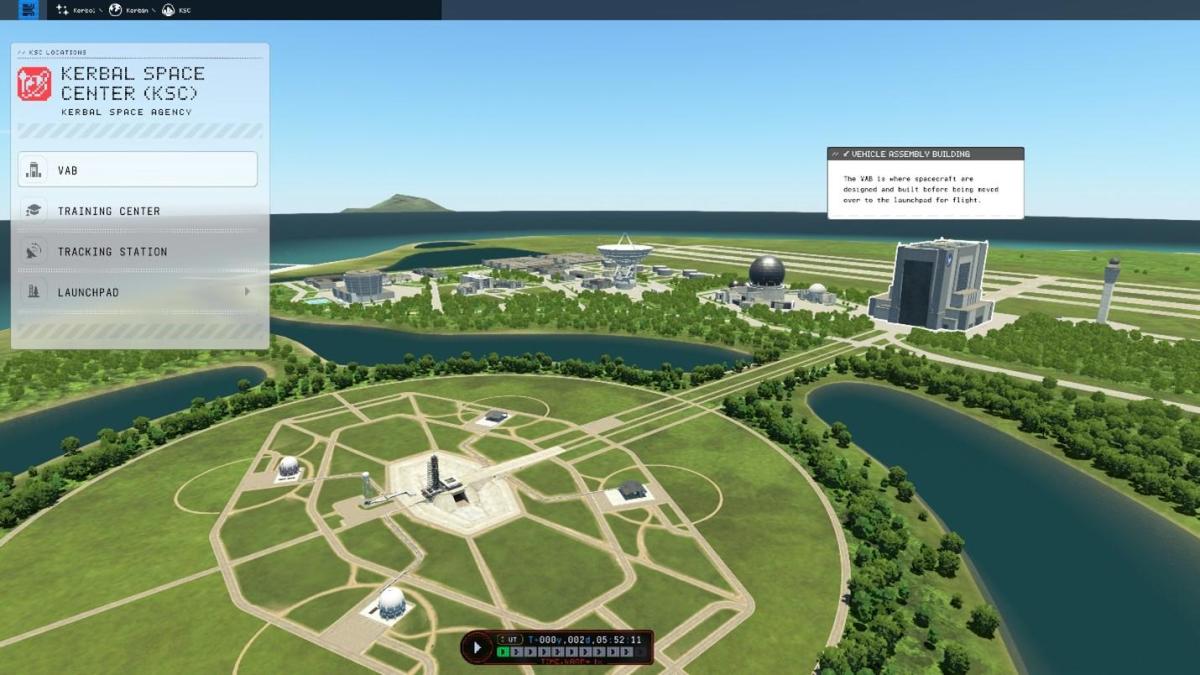 Kerbol
Kerbin
KSC
// KSC LOCATIONS
KERBAL SPACE
CENTER (KSC)
KERBAL SPACE AGENCY
VAB
TRAINING CENTER
TRACKING STATION
LAUNCHPAD
// ✓ VEHICLE ASSEMBLY BUILDING
The VAB is where spacecraft are
designed and built before being moved
over to the launchpad for flight.
UT T+000y,002d,05:52:11
TIME WARP= 1x